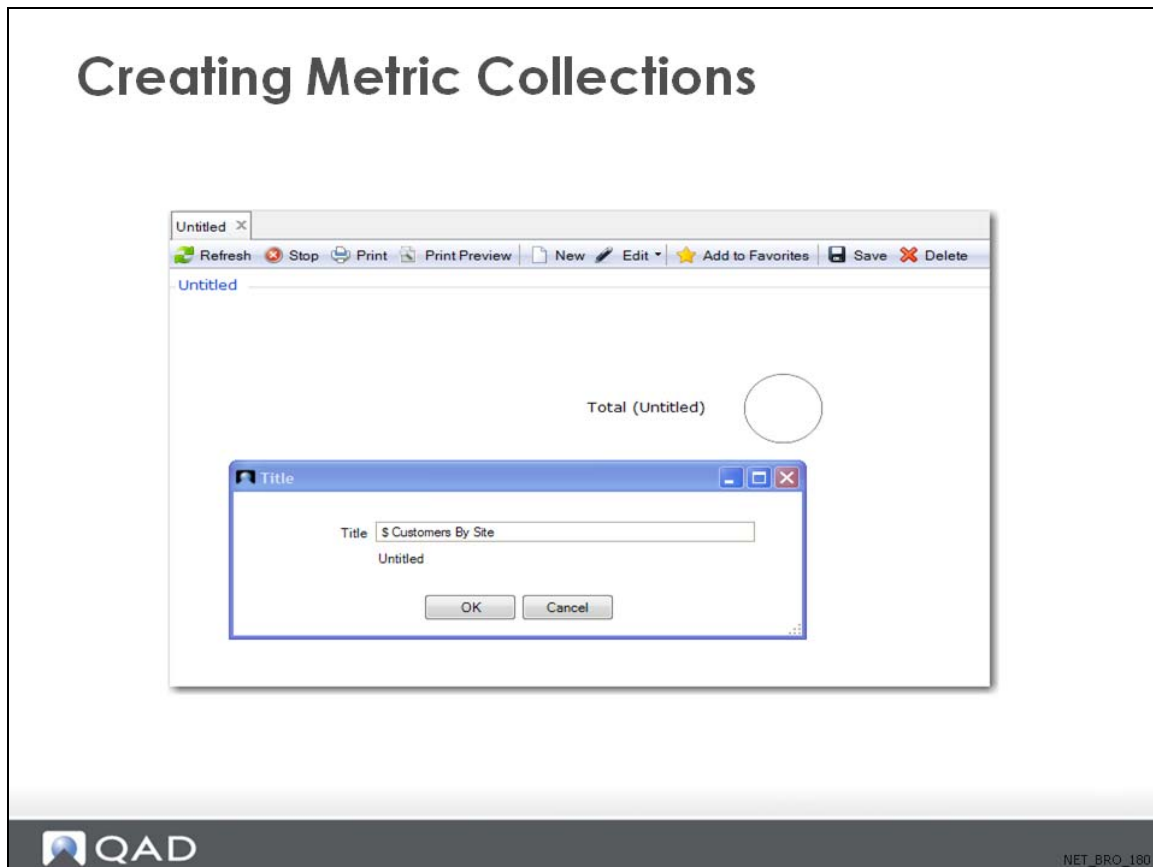 Creating Metric Collections
Untitled
Refresh Stop Print Print Preview New Edit Add to Favorites Save Delete
Untitled
Total (Untitled)
Title
Title $ Customers By Site
Untitled
OK Cancel
QAD
NET_BRO_180